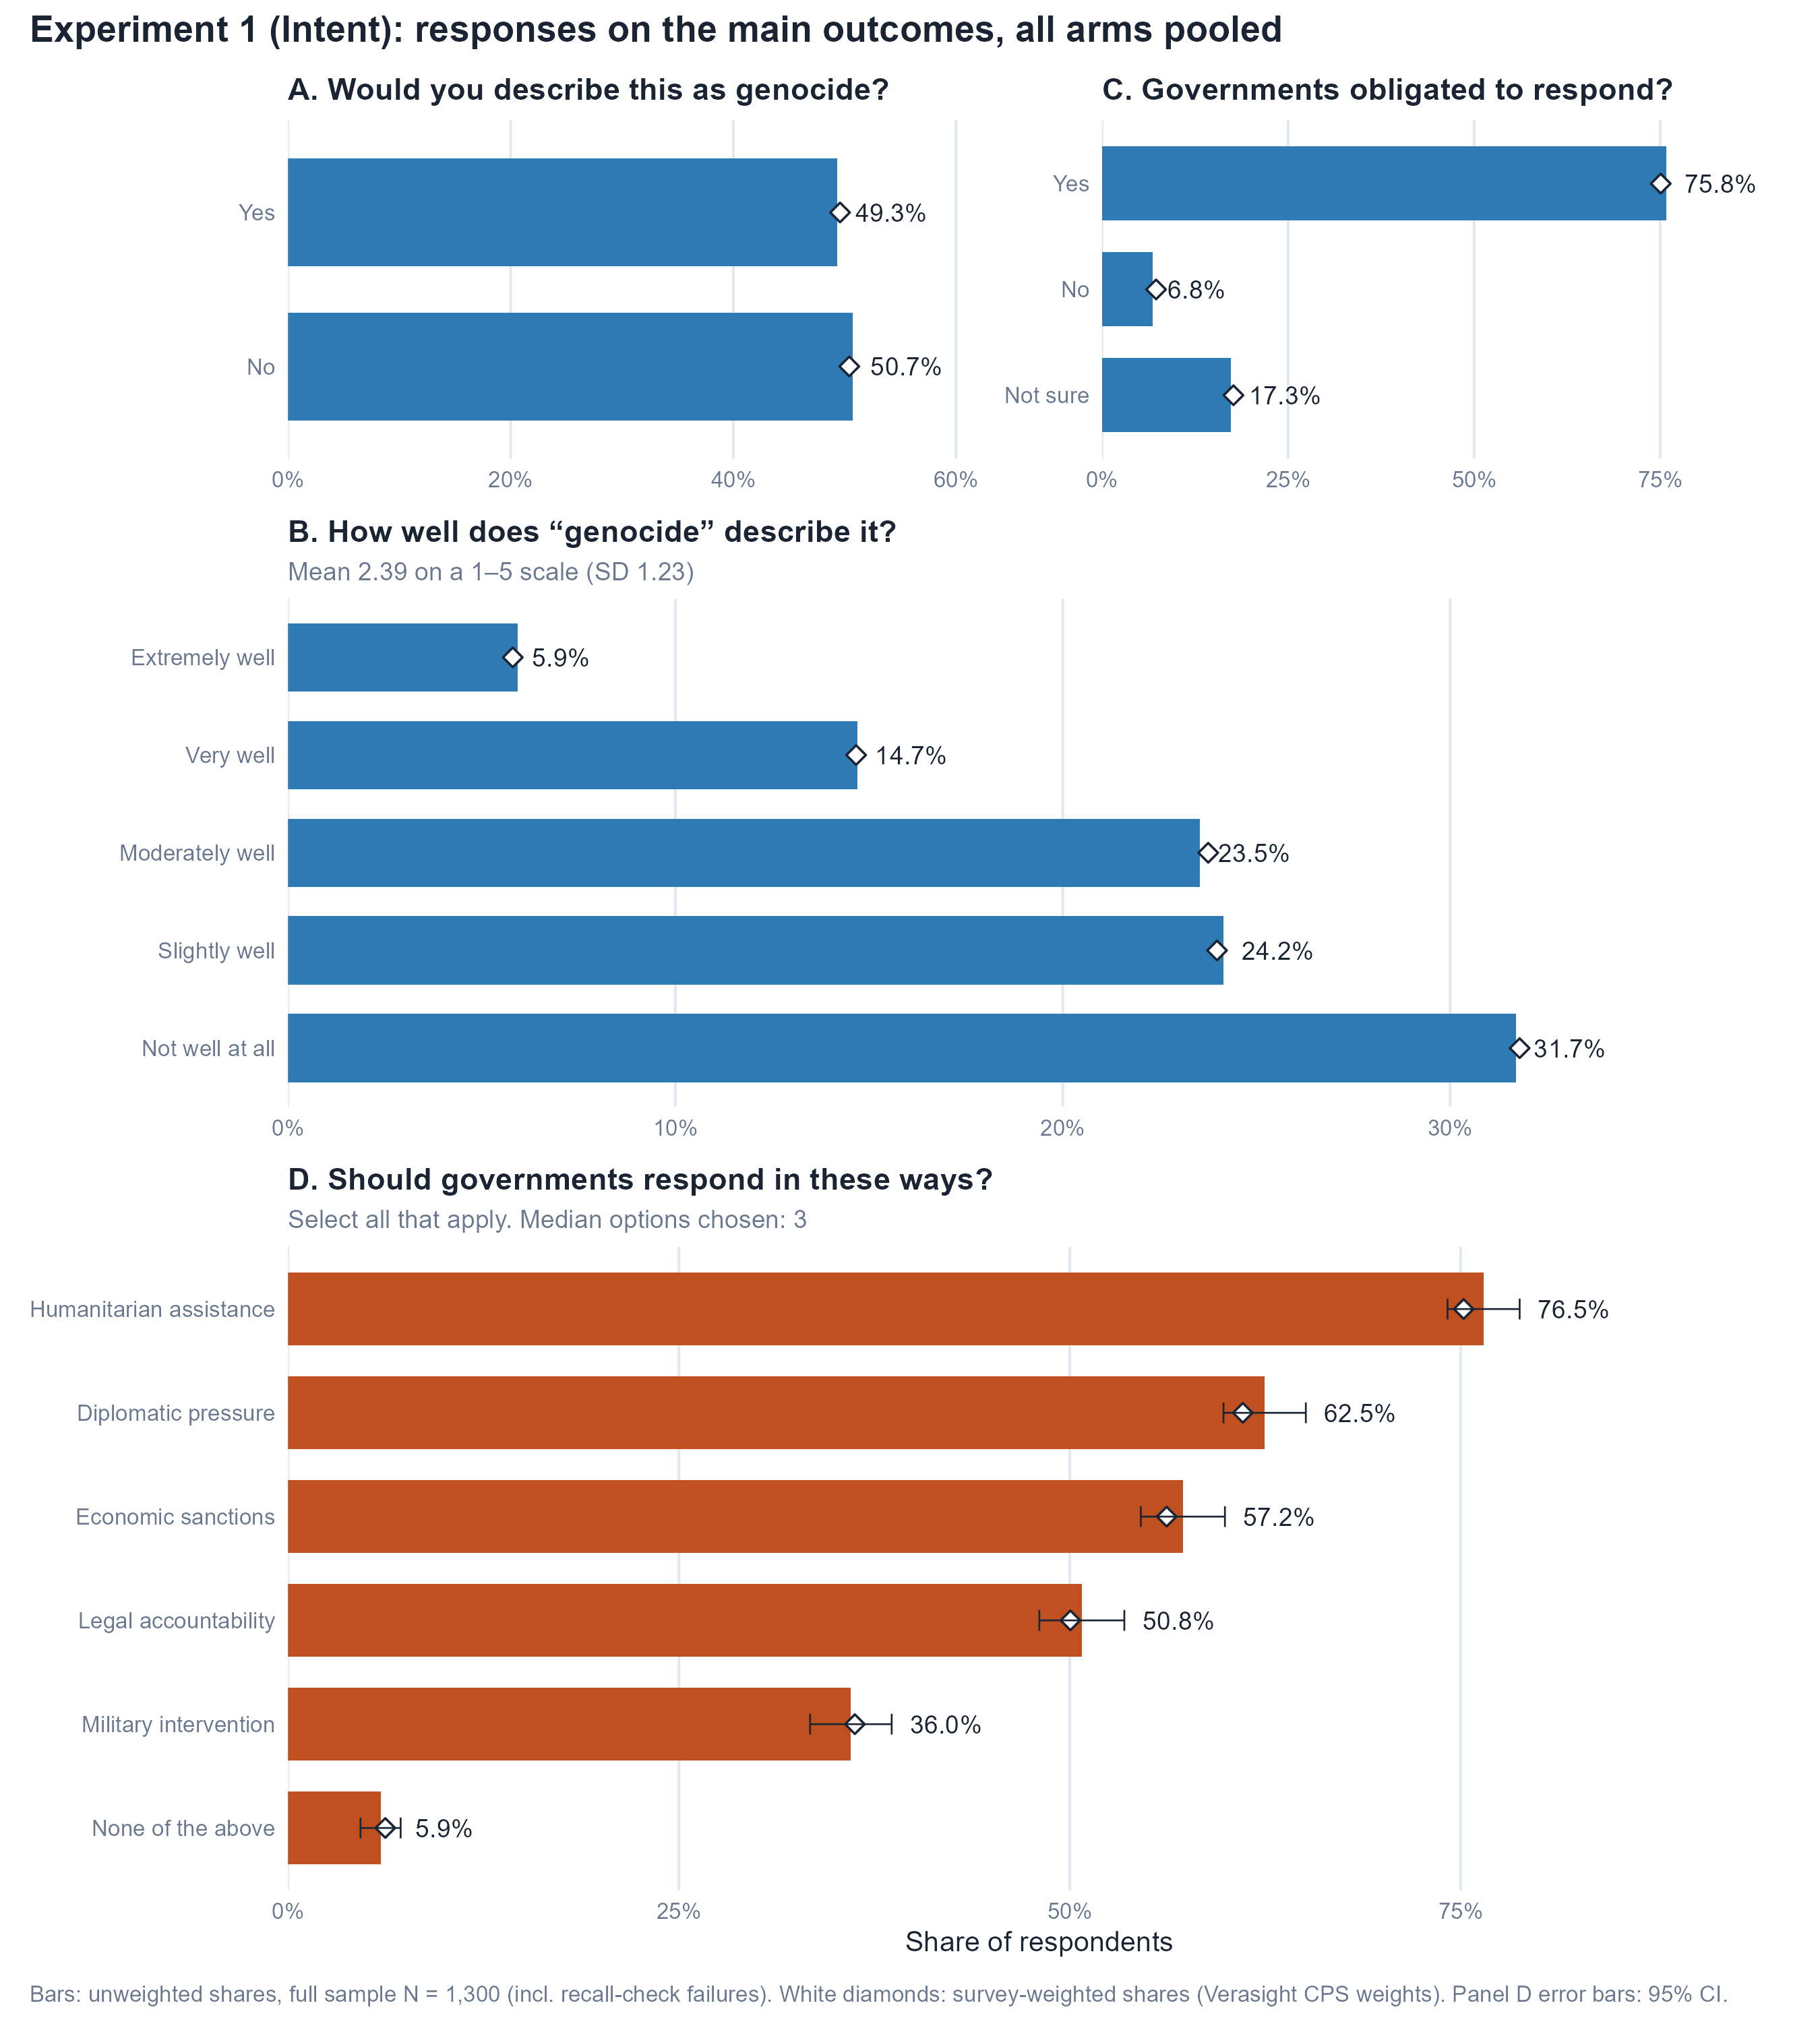 Experiment 1 (Intent): responses on the main outcomes, all arms pooled
A. Would you describe this as genocide?
Yes
49.3%
No
50.7%
0%
20%
40%
60%
C. Governments obligated to respond?
Yes
75.8%
No
6.8%
Not sure
17.3%
0%
25%
50%
75%
B. How well does “genocide” describe it?
Mean 2.39 on a 1–5 scale (SD 1.23)
Extremely well
5.9%
Very well
14.7%
Moderately well
23.5%
Slightly well
24.2%
Not well at all
31.7%
0%
10%
20%
30%
D. Should governments respond in these ways?
Select all that apply. Median options chosen: 3
Humanitarian assistance
76.5%
Diplomatic pressure
62.5%
Economic sanctions
57.2%
Legal accountability
50.8%
Military intervention
36.0%
None of the above
5.9%
0%
25%
50%
75%
Share of respondents
Bars: unweighted shares, full sample N = 1,300 (incl. recall-check failures). White diamonds: survey-weighted shares (Verasight CPS weights). Panel D error bars: 95% CI.